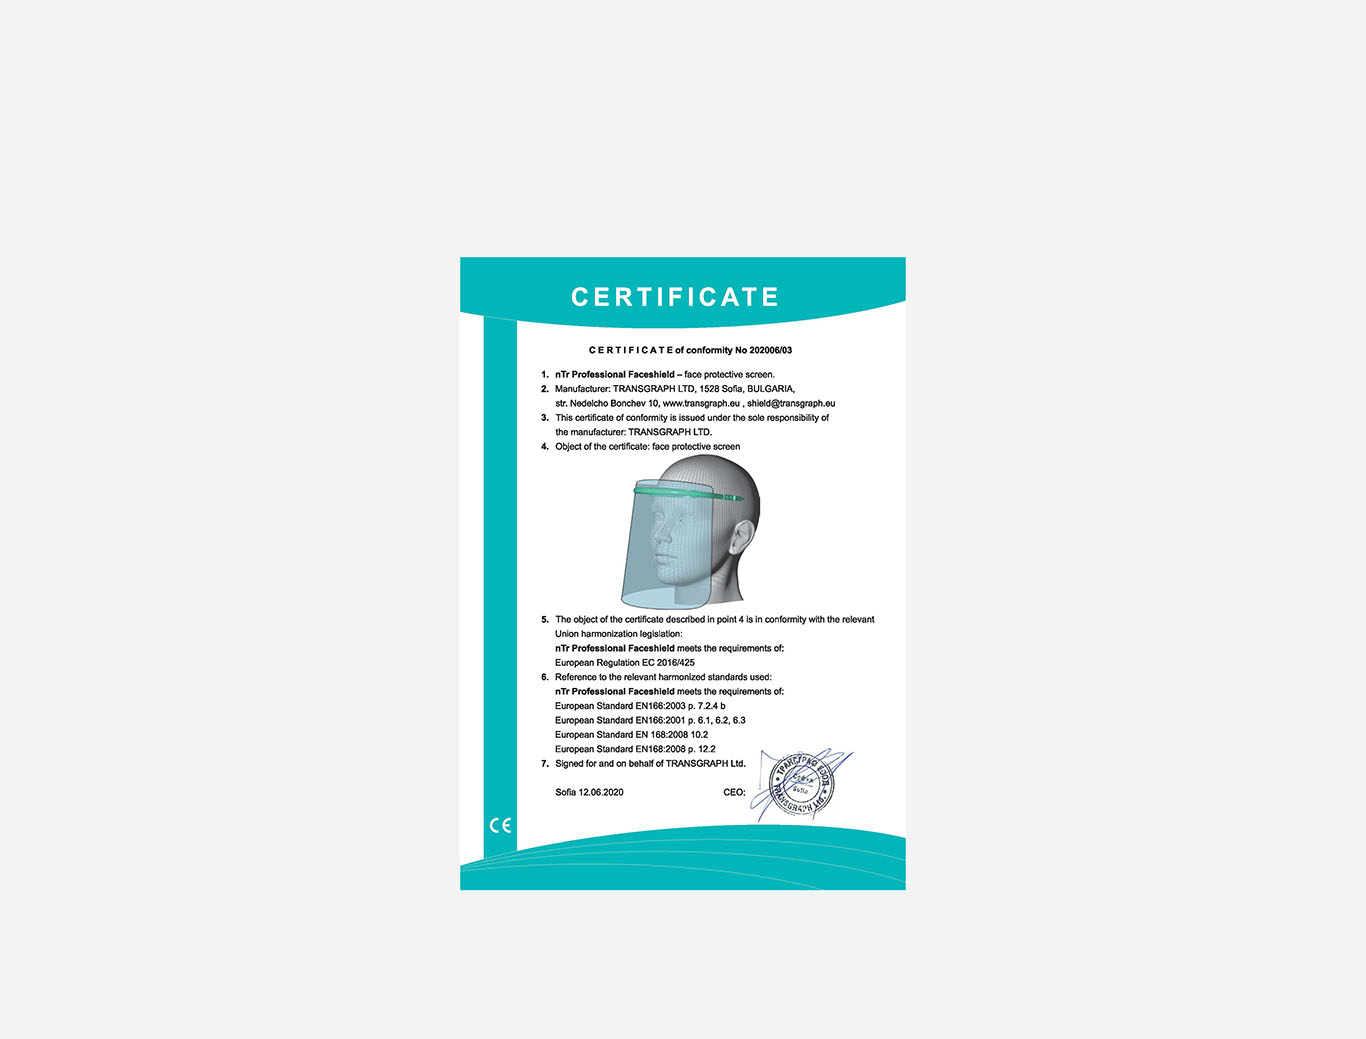 CERTIFICATE
CERTIFICATE of conformity No 202006/03
1. nTr Professional Faceshield – face protective screen.
2. Manufacturer: TRANSGRAPH LTD, 1528 Sofia, BULGARIA,
str. Nedelcho Bonchev 10, www.transgraph.eu , shield@transgraph.eu
3. This certificate of conformity is issued under the sole responsibility of
the manufacturer: TRANSGRAPH LTD.
4. Object of the certificate: face protective screen
5. The object of the certificate described in point 4 is in conformity with the relevant
Union harmonization legislation:
nTr Professional Faceshield meets the requirements of:
European Regulation EC 2016/425
6. Reference to the relevant harmonized standards used:
nTr Professional Faceshield meets the requirements of:
European Standard EN166:2003 p. 7.2.4 b
European Standard EN166:2001 p. 6.1, 6.2, 6.3
European Standard EN 168:2008 10.2
European Standard EN168:2008 p. 12.2
7. Signed for and on behalf of TRANSGRAPH Ltd.
Sofia 12.06.2020 CEO:
ТРАНСГРАФ ЕООД
София
Sofia
TRANSGRAPH Ltd.
CE